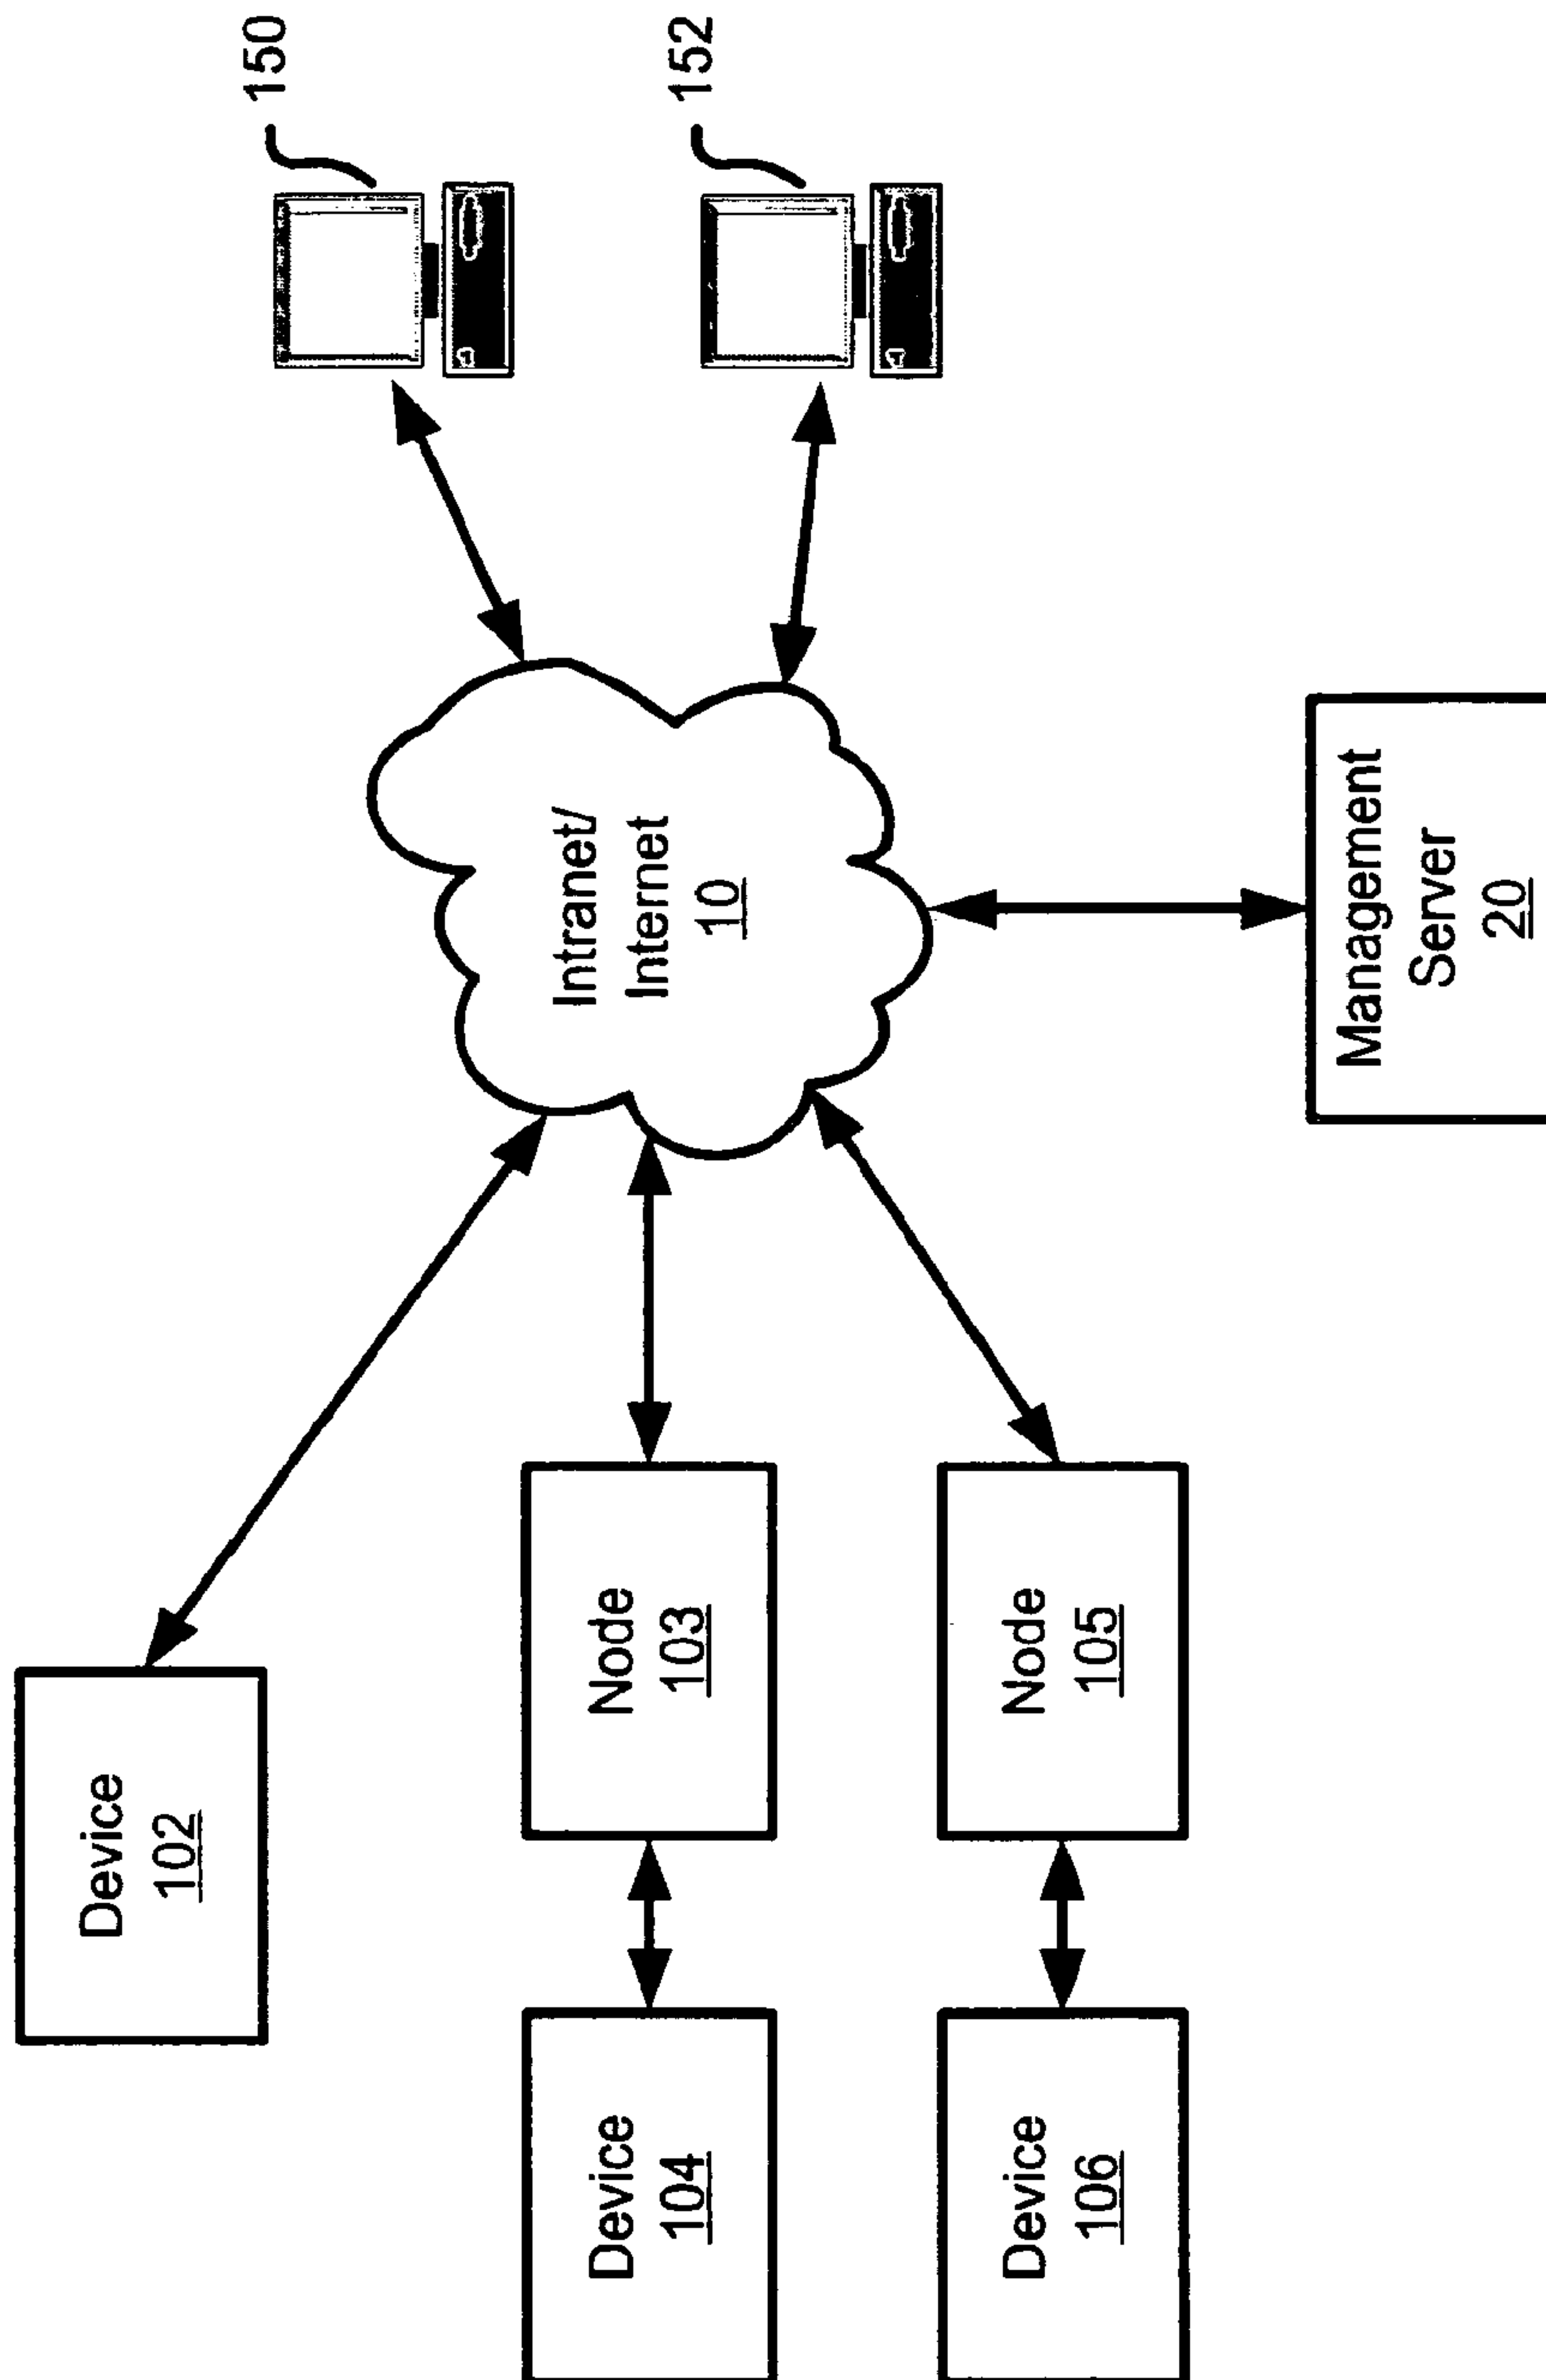 Device
102
Device
104
Node
103
Device
106
Node
105
Intranet/
Internet
10
Management
Server
20
150
152